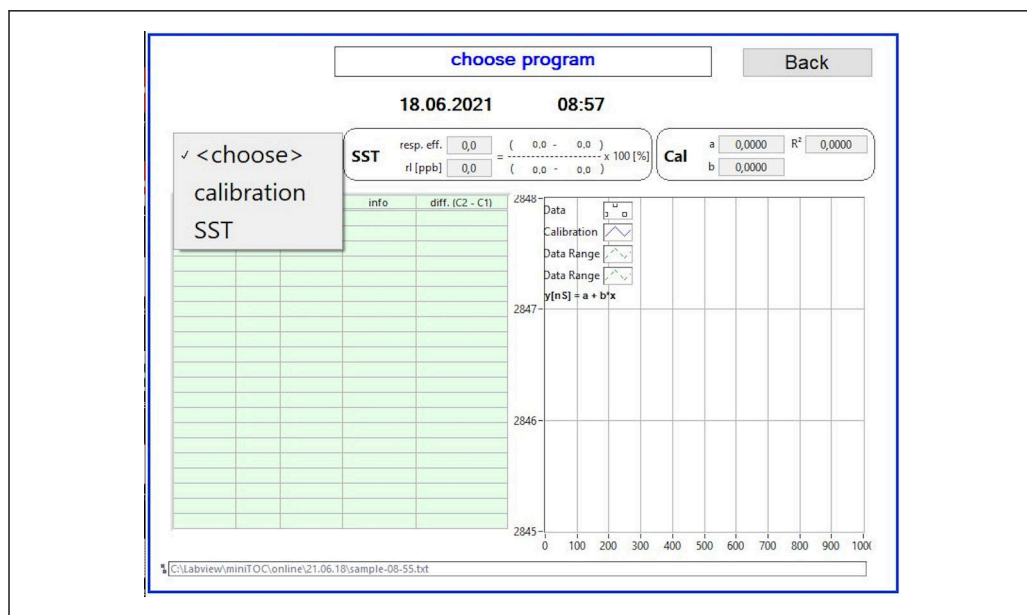 choose program
Back
18.06.2021 08:57
✓ <choose>
calibration
SST
SST
resp. eff. 0,0
rl [ppb] 0,0
=
( 0,0 - 0,0 )
---------------------- x 100 [%]
( 0,0 - 0,0 )
Cal
a 0,0000 R² 0,0000
b 0,0000
info diff. (C2 - C1)
2848
Data
Calibration
Data Range
Data Range
y[nS] = a + b*x
2847
2846
2845
0 100 200 300 400 500 600 700 800 900 1000
C:\Labview\miniTOC\online\21.06.18\sample-08-55.txt